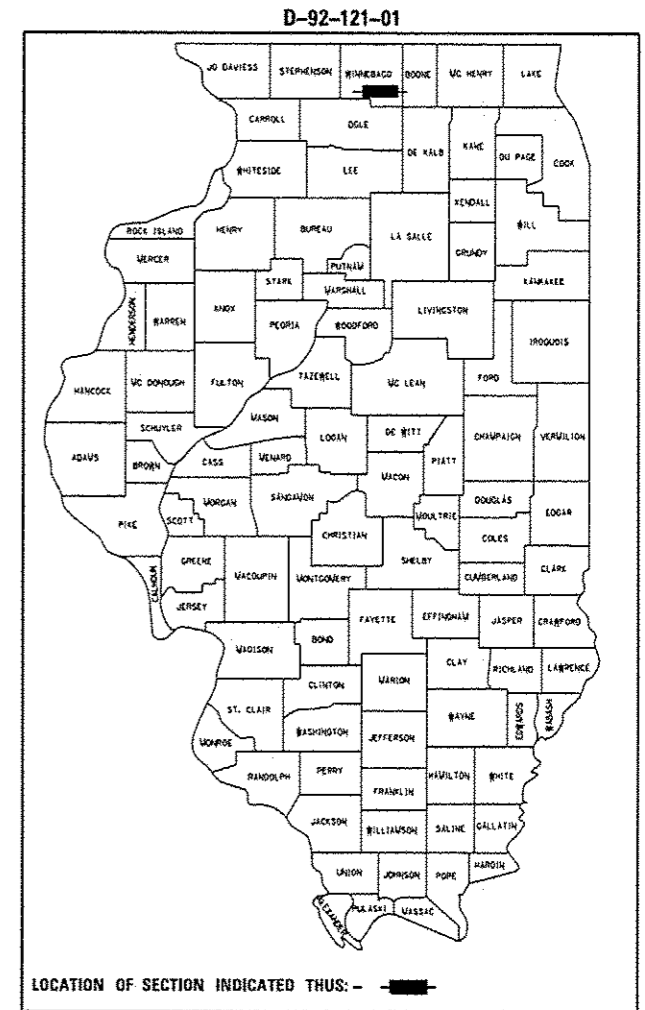 D-92-121-01
JO DAVIESS STEPHENSON WINNEBAGO BOONE MC HENRY LAKE
CARROLL OGLE DE KALB KANE DU PAGE COOK
WHITESIDE LEE
KENDALL WILL
ROCK ISLAND HENRY BUREAU LA SALLE GRUNDY
MERCER PUTNAM KANKAKEE
STARK MARSHALL
HENDERSON WARREN KNOX PEORIA WOODFORD LIVINGSTON IROQUOIS
HANCOCK MC DONOUGH FULTON TAZEWELL MC LEAN FORD
SCHUYLER MASON LOGAN DE WITT CHAMPAIGN VERMILION
ADAMS BROWN CASS MENARD MACON PIATT
PIKE SCOTT MORGAN SANGAMON MOULTRIE DOUGLAS EDGAR
CHRISTIAN COLES
CALHOUN GREENE MACOUPIN MONTGOMERY SHELBY CUMBERLAND CLARK
JERSEY FAYETTE EFFINGHAM JASPER CRAWFORD
MADISON BOND
CLAY RICHLAND LAWRENCE
CLINTON MARION
ST. CLAIR WAYNE EDWARDS WABASH
MONROE WASHINGTON JEFFERSON
RANDOLPH PERRY HAMILTON WHITE
FRANKLIN
JACKSON WILLIAMSON SALINE GALLATIN
UNION JOHNSON POPE HARDIN
ALEXANDER PULASKI MASSAC
LOCATION OF SECTION INDICATED THUS: -